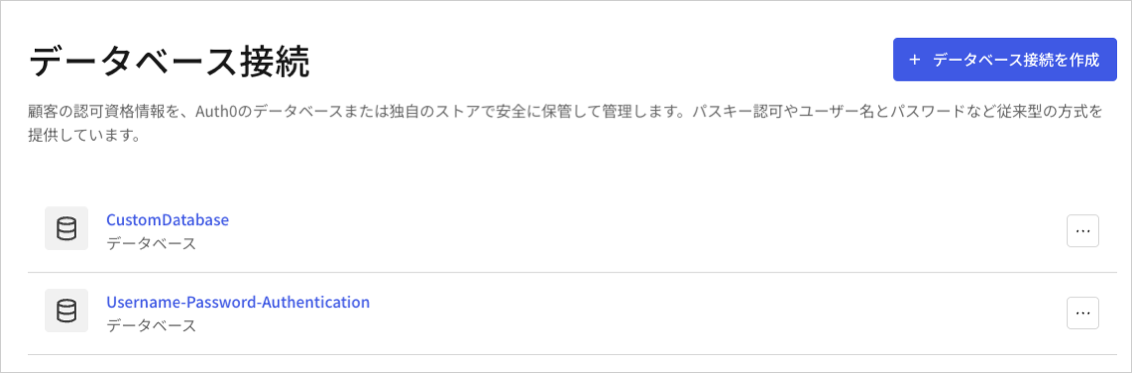 データベース接続
+ データベース接続を作成
顧客の認可資格情報を、Auth0のデータベースまたは独自のストアで安全に保管して管理します。パスキー認可やユーザー名とパスワードなど従来型の方式を
提供しています。
CustomDatabase
データベース
Username-Password-Authentication
データベース